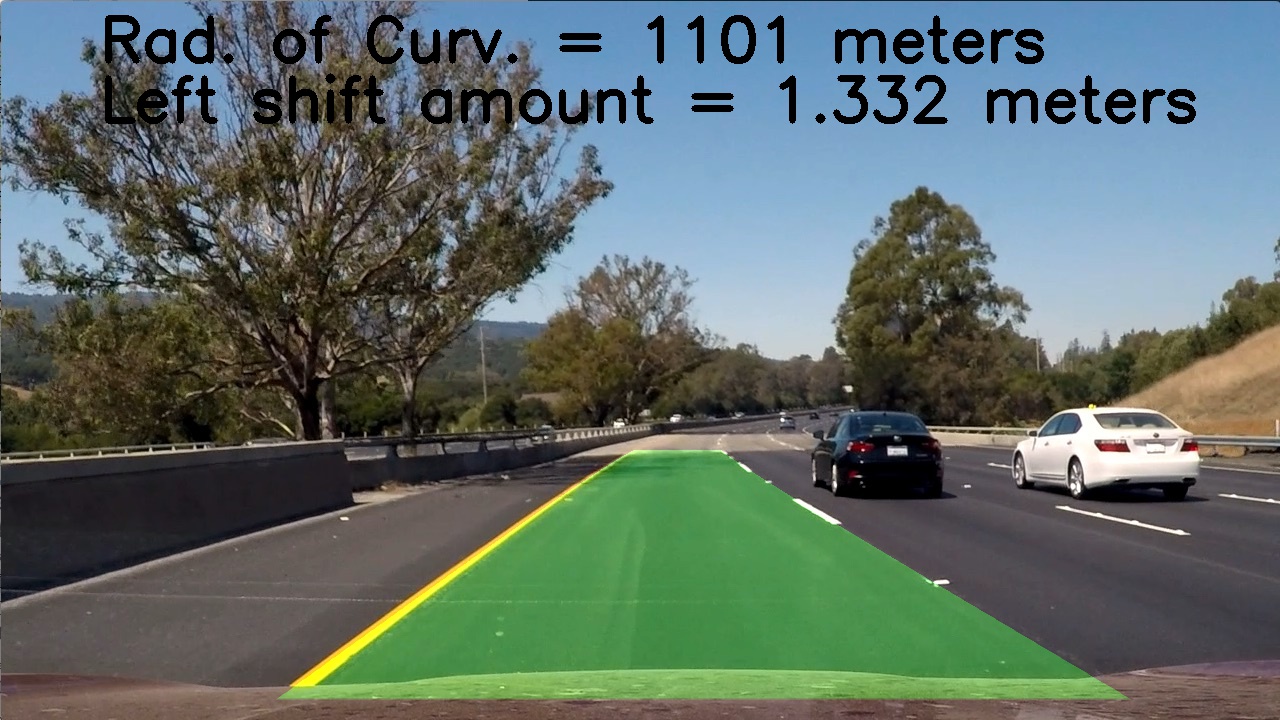 Rad. of Curv. = 1101 meters
Left shift amount = 1.332 meters